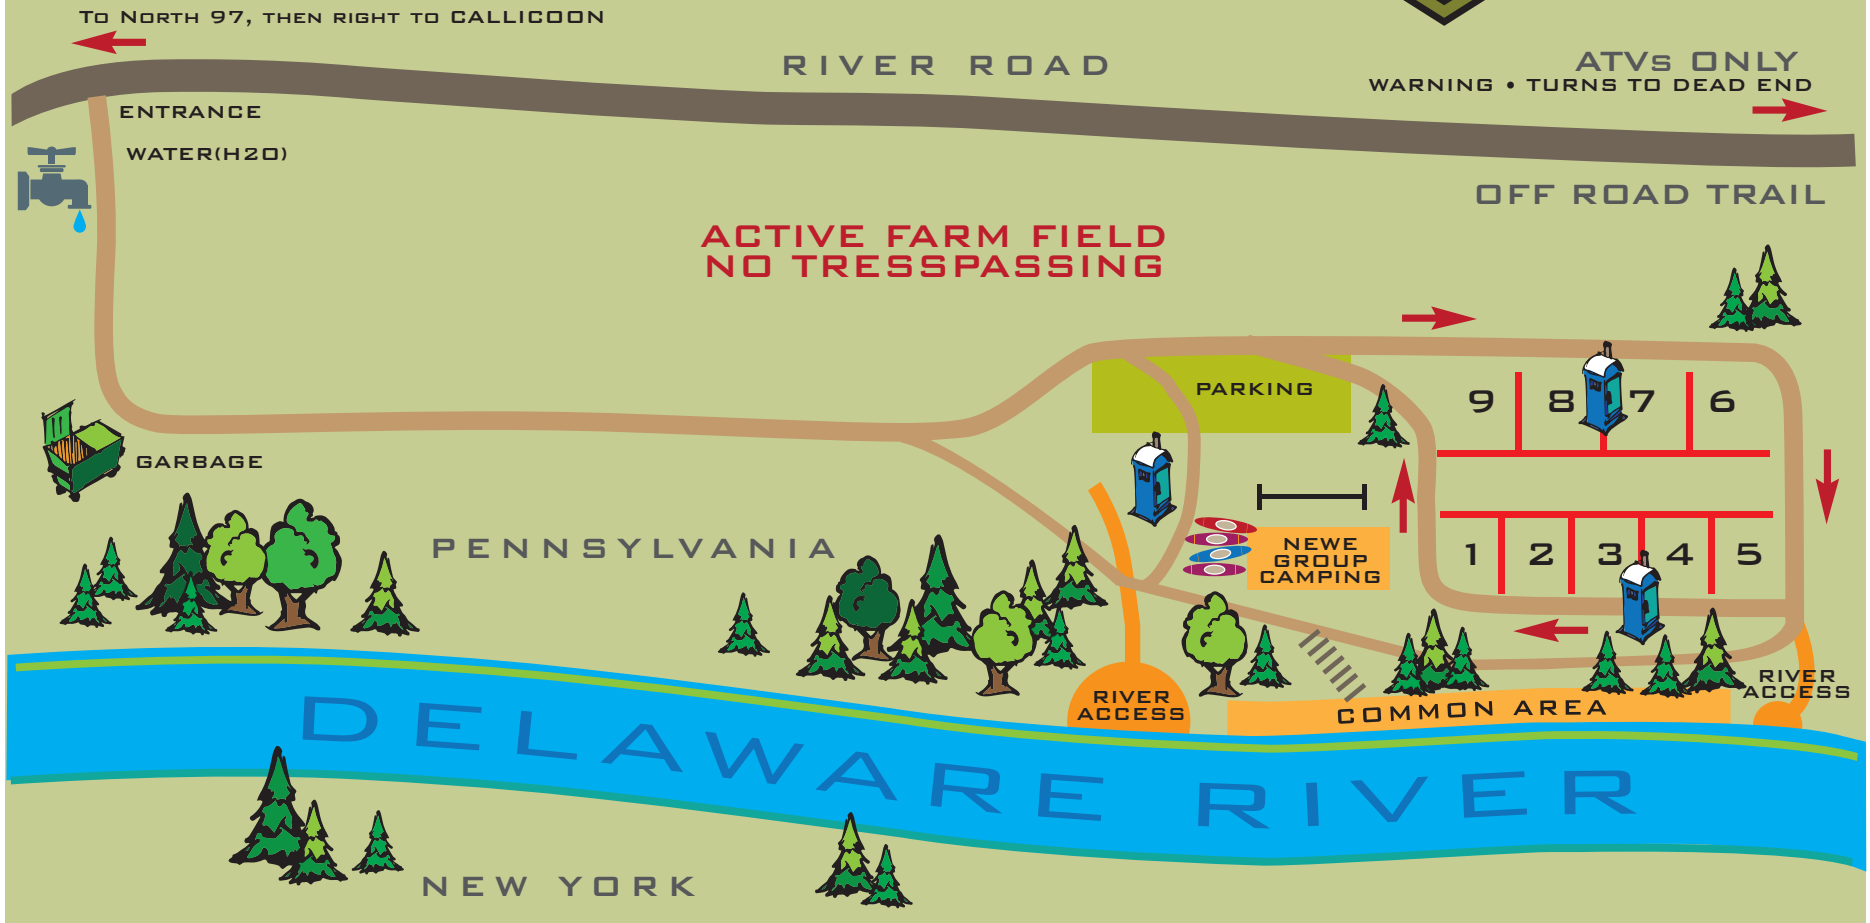 To North 97, then right to CALLICOON
RIVER ROAD
ATVs ONLY
WARNING • TURNS TO DEAD END
ENTRANCE
WATER(H2O)
OFF ROAD TRAIL
ACTIVE FARM FIELD
NO TRESSPASSING
PARKING
9 8 7 6
GARBAGE
PENNSYLVANIA
NEWE
GROUP
CAMPING
1 2 3 4 5
RIVER
ACCESS
RIVER
ACCESS
COMMON AREA
DELAWARE RIVER
NEW YORK